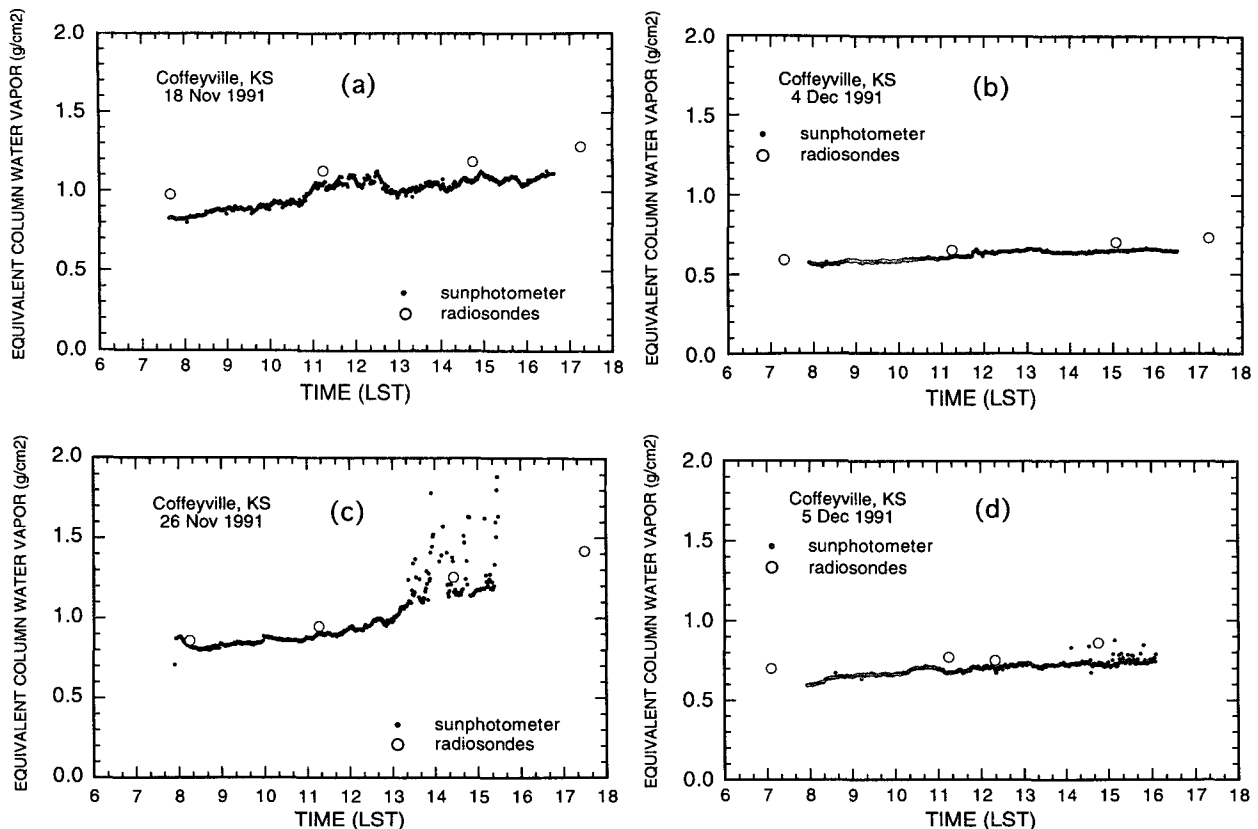 EQUIVALENT COLUMN WATER VAPOR (g/cm2)
2.0
1.5
1.0
0.5
0.0
Coffeyville, KS
18 Nov 1991
(a)
sunphotometer
radiosondes
6 7 8 9 10 11 12 13 14 15 16 17 18
TIME (LST)
EQUIVALENT COLUMN WATER VAPOR (g/cm2)
2.0
1.5
1.0
0.5
0.0
Coffeyville, KS
4 Dec 1991
(b)
sunphotometer
radiosondes
6 7 8 9 10 11 12 13 14 15 16 17 18
TIME (LST)
EQUIVALENT COLUMN WATER VAPOR (g/cm2)
2.0
1.5
1.0
0.5
0.0
Coffeyville, KS
26 Nov 1991
(c)
sunphotometer
radiosondes
6 7 8 9 10 11 12 13 14 15 16 17 18
TIME (LST)
EQUIVALENT COLUMN WATER VAPOR (g/cm2)
2.0
1.5
1.0
0.5
0.0
Coffeyville, KS
5 Dec 1991
(d)
sunphotometer
radiosondes
6 7 8 9 10 11 12 13 14 15 16 17 18
TIME (LST)